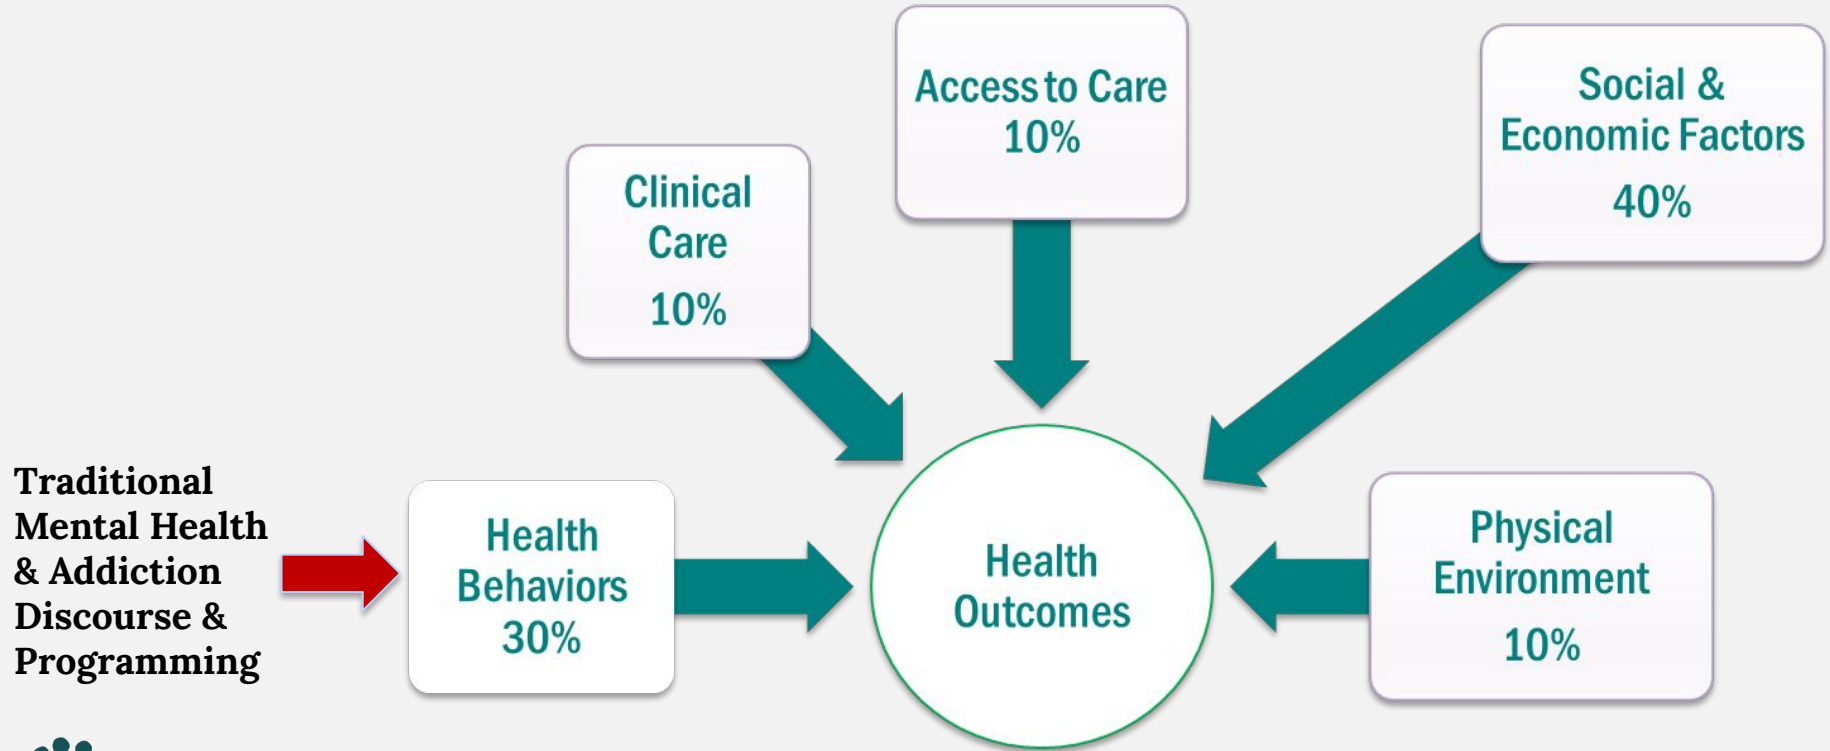 Traditional
Mental Health
& Addiction
Discourse &
Programming
Health
Behaviors
30%
Clinical
Care
10%
Access to Care
10%
Social &
Economic Factors
40%
Physical
Environment
10%
Health
Outcomes